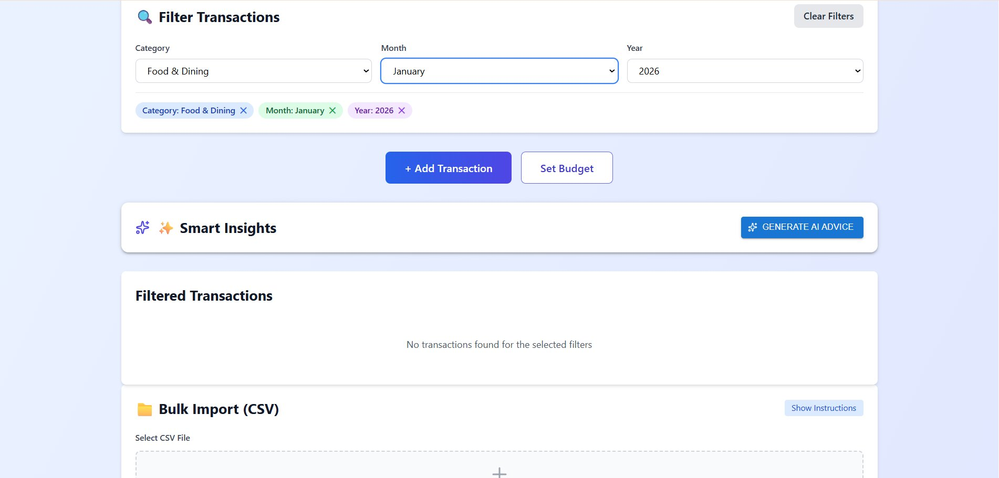 Filter Transactions
Clear Filters
Category
Month
Year
Food & Dining
January
2026
Category: Food & Dining ✕
Month: January ✕
Year: 2026 ✕
+ Add Transaction
Set Budget
Smart Insights
GENERATE AI ADVICE
Filtered Transactions
No transactions found for the selected filters
Bulk Import (CSV)
Show Instructions
Select CSV File